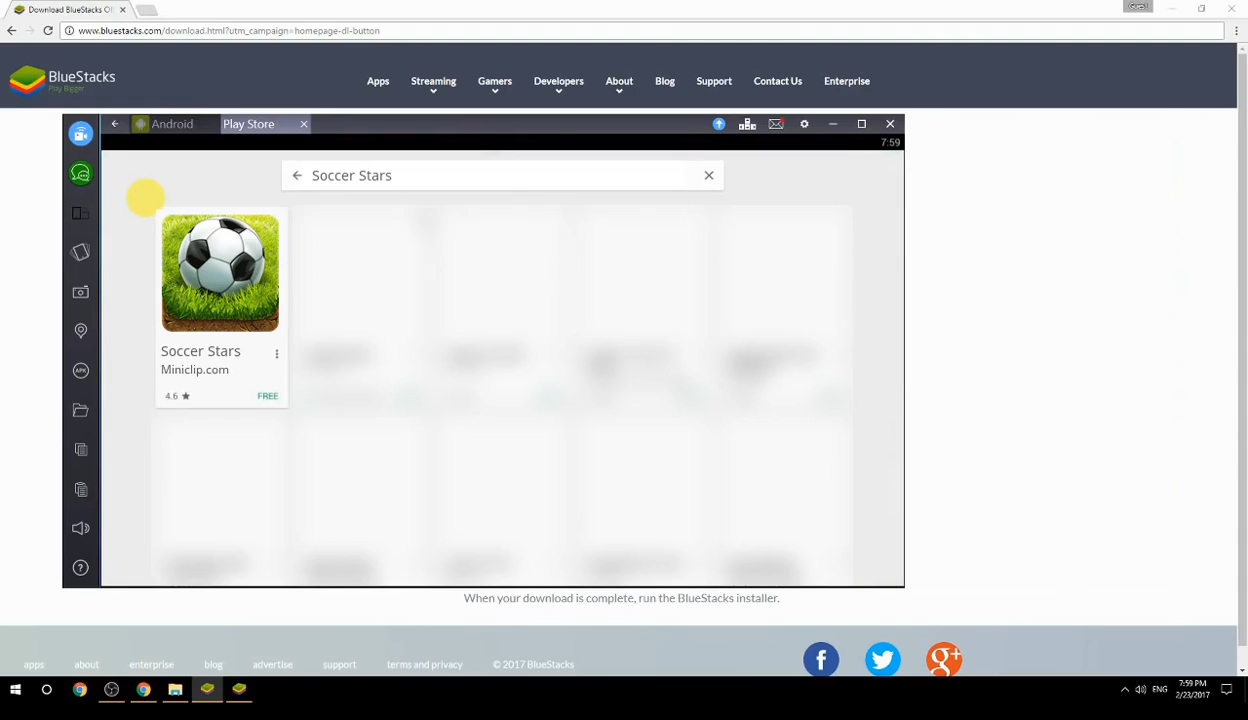 Download BlueStacks Of
Guest
www.bluestacks.com/download.html?utm_campaign=homepage-dl-button
BlueStacks
Play Bigger
Apps
Streaming
Gamers
Developers
About
Blog
Support
Contact Us
Enterprise
Android
Play Store
7:59
Soccer Stars
Soccer Stars
Miniclip.com
4.6 ★
FREE
APK
When your download is complete, run the BlueStacks installer.
apps
about
enterprise
blog
advertise
support
terms and privacy
© 2017 BlueStacks
ENG
7:59 PM
2/23/2017